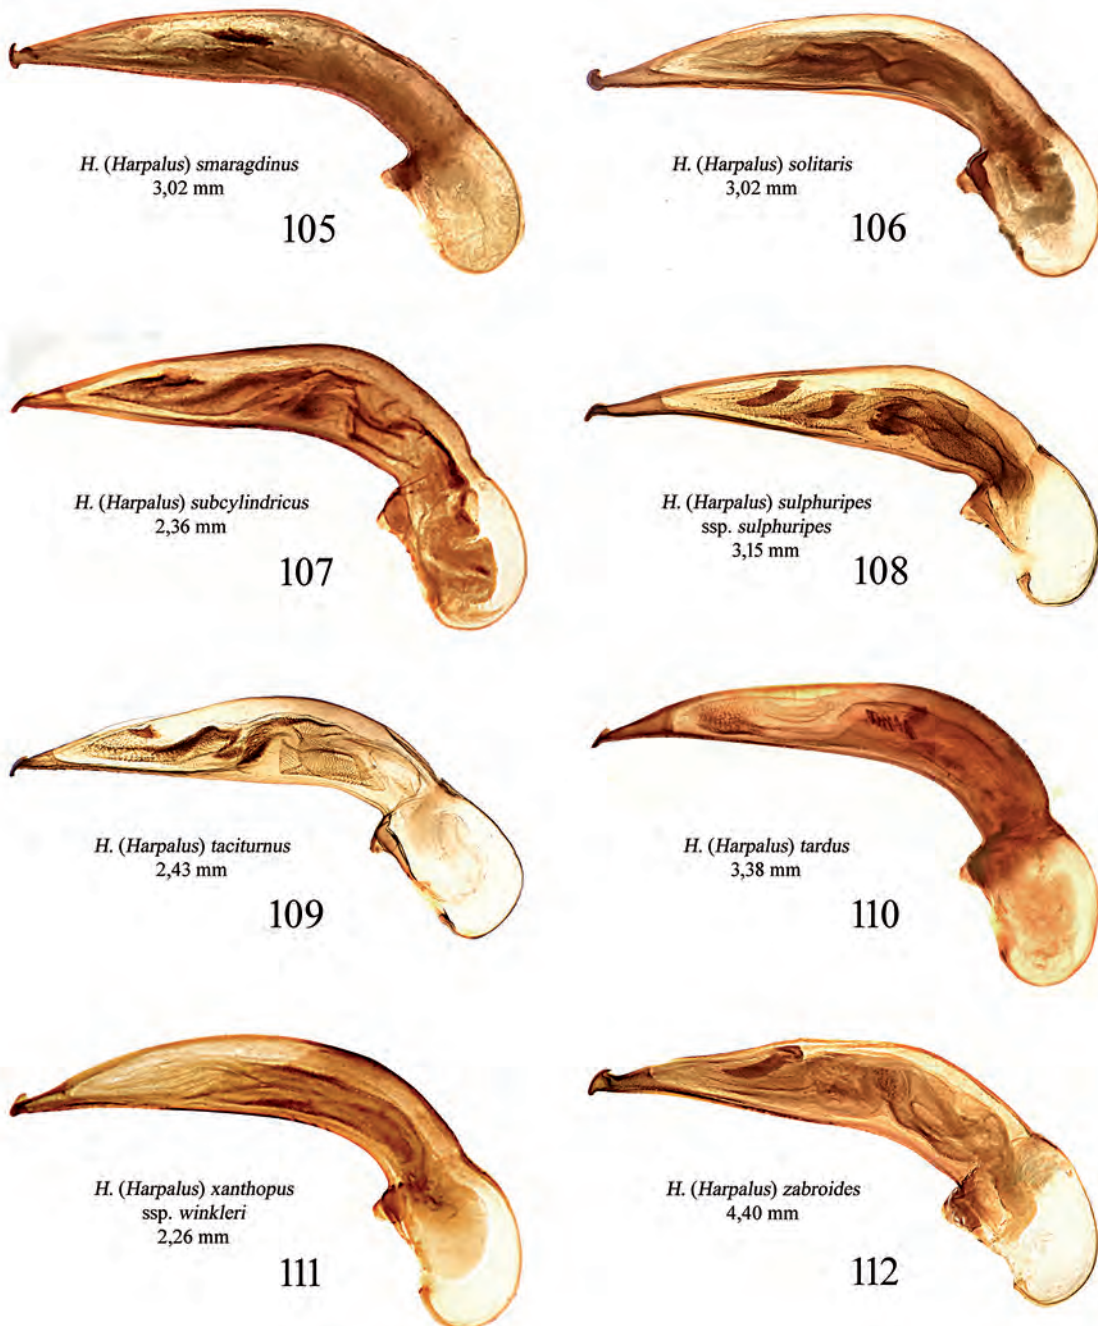 H. (Harpalus) smaragdinus
3,02 mm
105
H. (Harpalus) solitaris
3,02 mm
106
H. (Harpalus) subcylindricus
2,36 mm
107
H. (Harpalus) sulphuripes
ssp. sulphuripes
3,15 mm
108
H. (Harpalus) taciturnus
2,43 mm
109
H. (Harpalus) tardus
3,38 mm
110
H. (Harpalus) xanthopus
ssp. winkleri
2,26 mm
111
H. (Harpalus) zabroides
4,40 mm
112